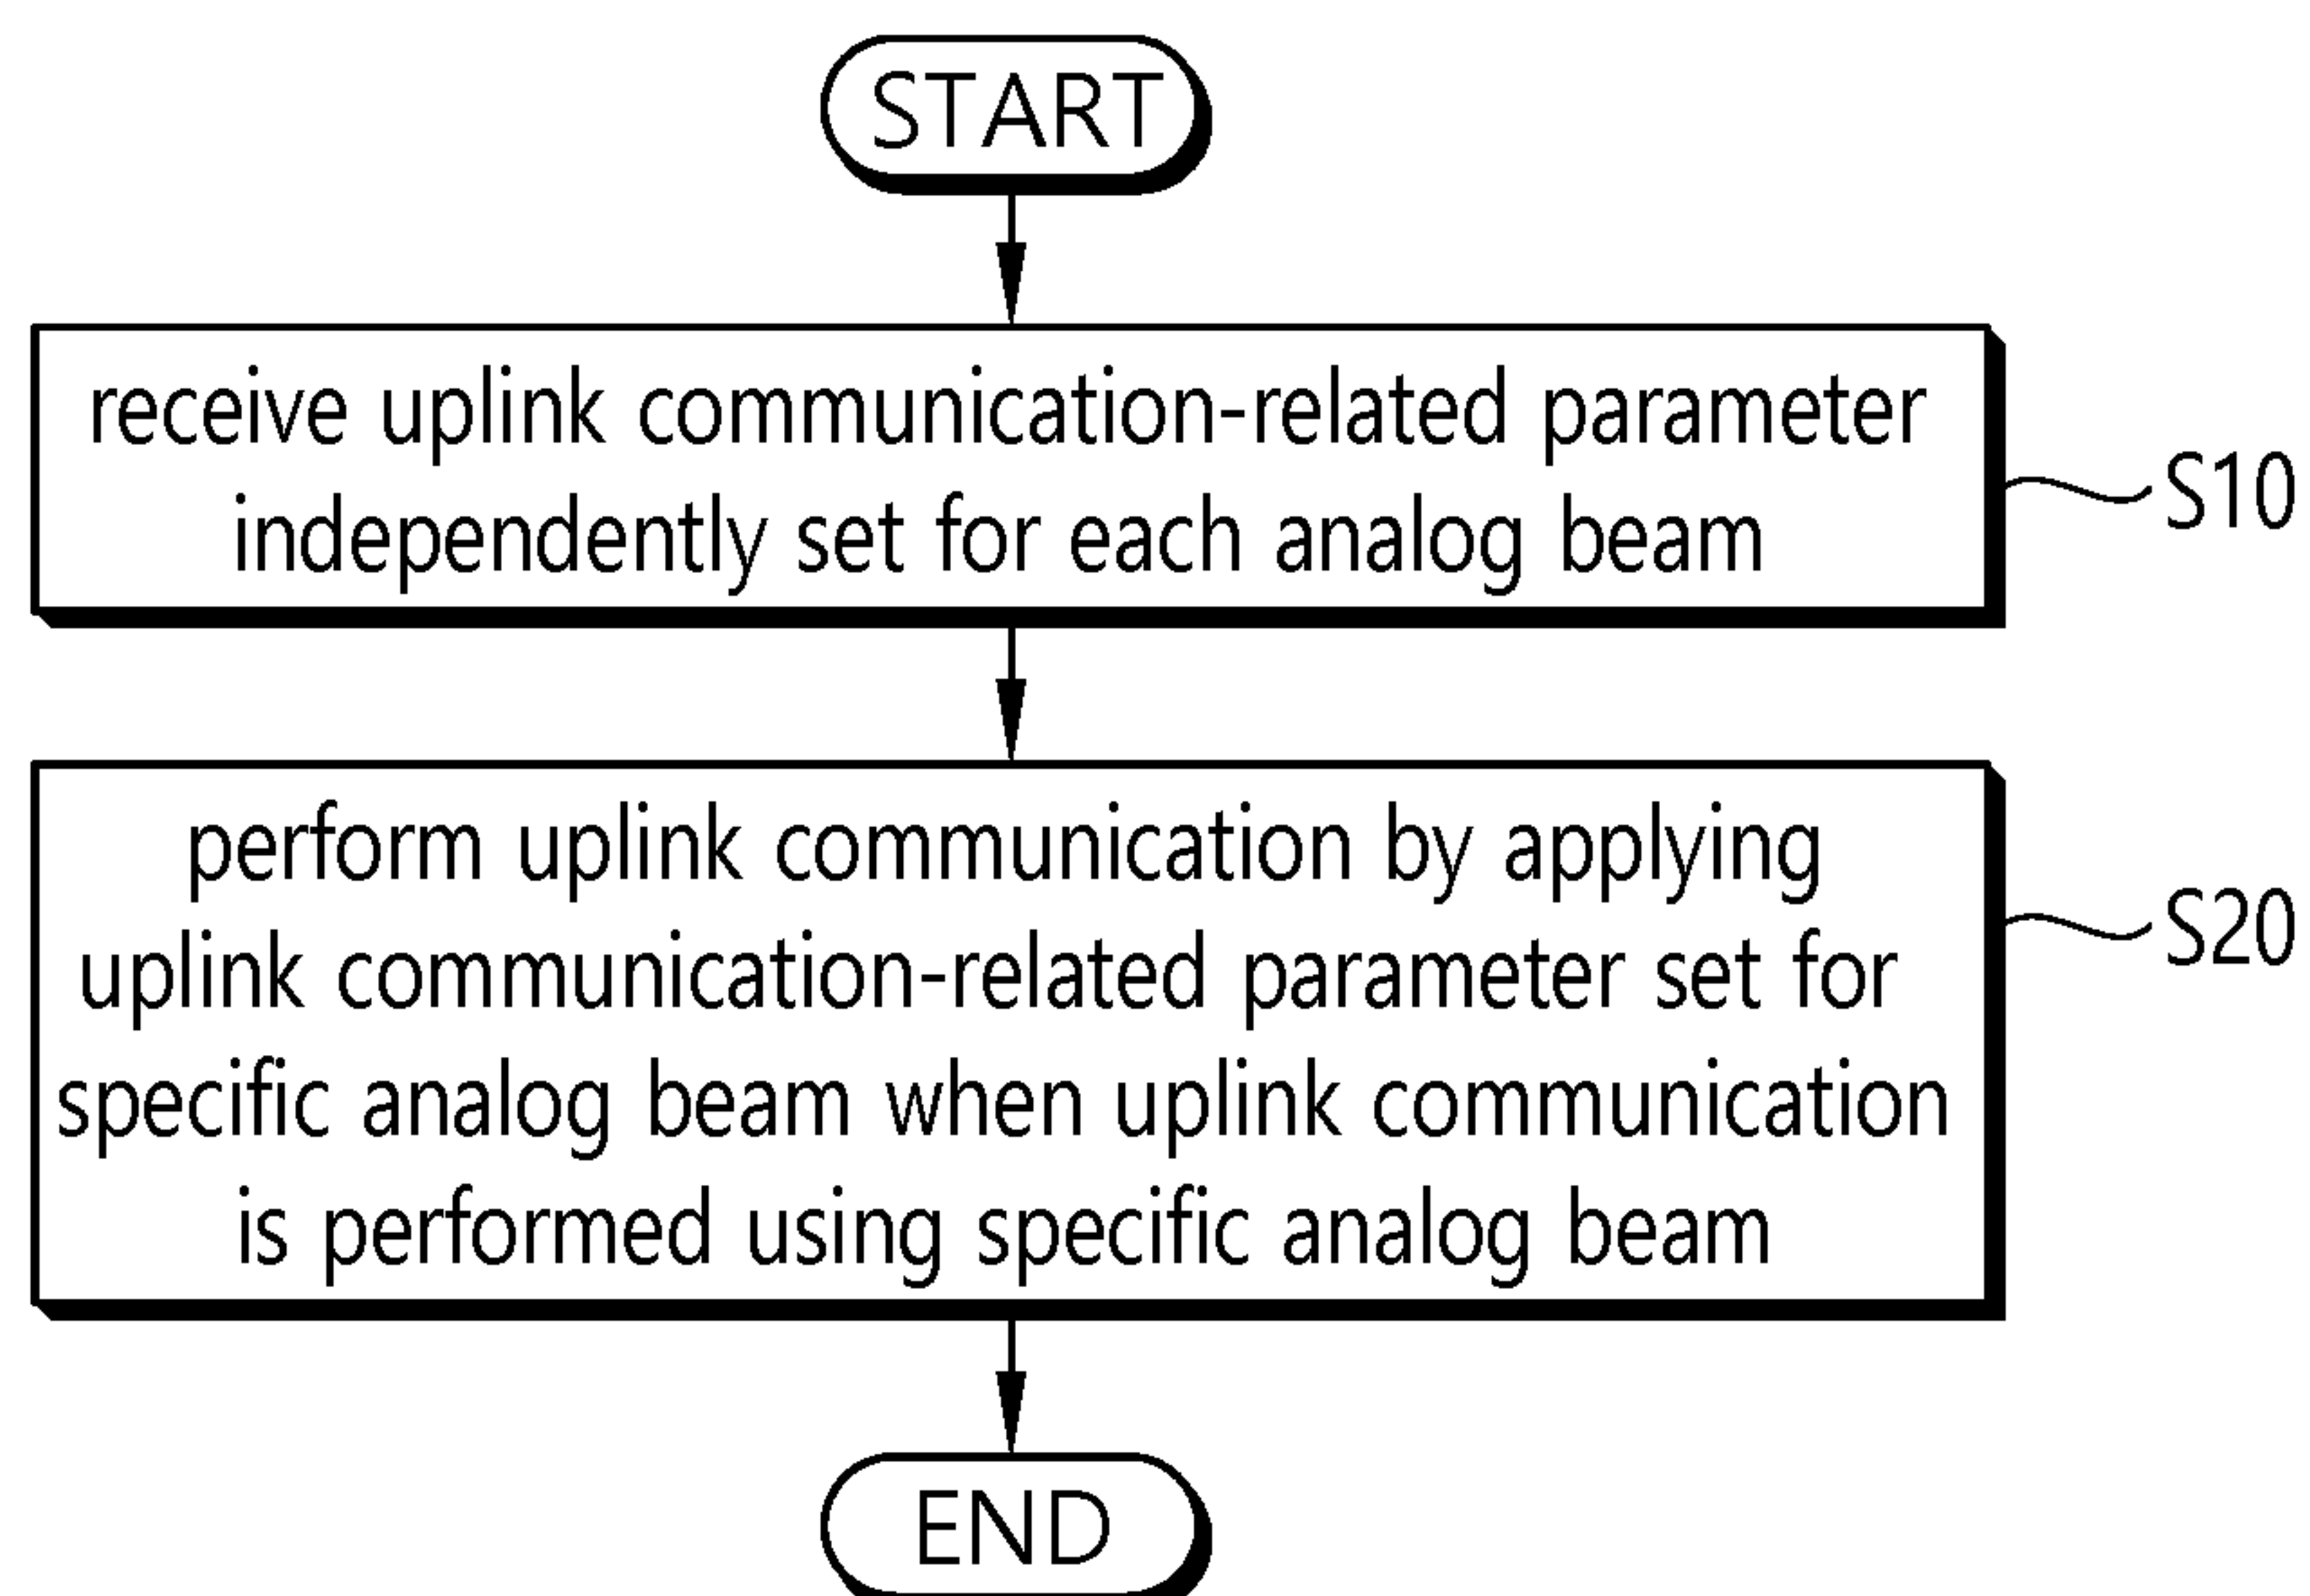 START
receive uplink communication-related parameter
independently set for each analog beam
S10
perform uplink communication by applying
uplink communication-related parameter set for
specific analog beam when uplink communication
is performed using specific analog beam
S20
END